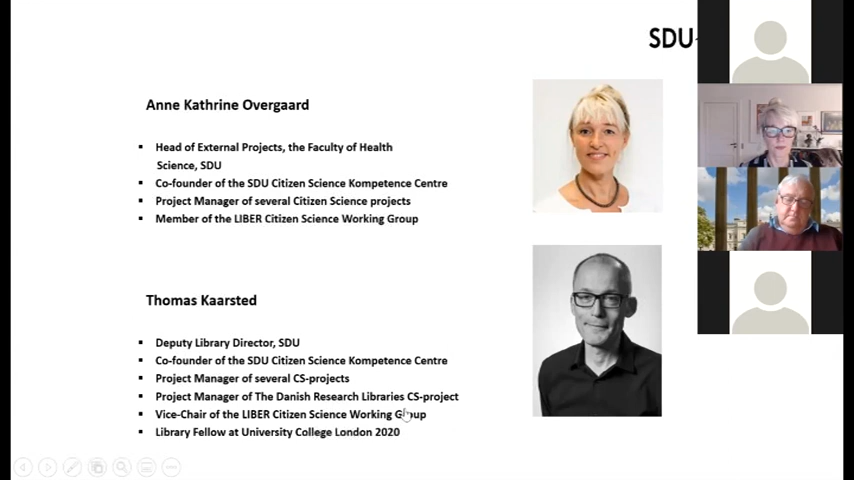 SDU
Anne Kathrine Overgaard
Head of External Projects, the Faculty of Health
Science, SDU
Co-founder of the SDU Citizen Science Kompetence Centre
Project Manager of several Citizen Science projects
Member of the LIBER Citizen Science Working Group
Thomas Kaarsted
Deputy Library Director, SDU
Co-founder of the SDU Citizen Science Kompetence Centre
Project Manager of several CS-projects
Project Manager of The Danish Research Libraries CS-project
Vice-Chair of the LIBER Citizen Science Working Group
Library Fellow at University College London 2020